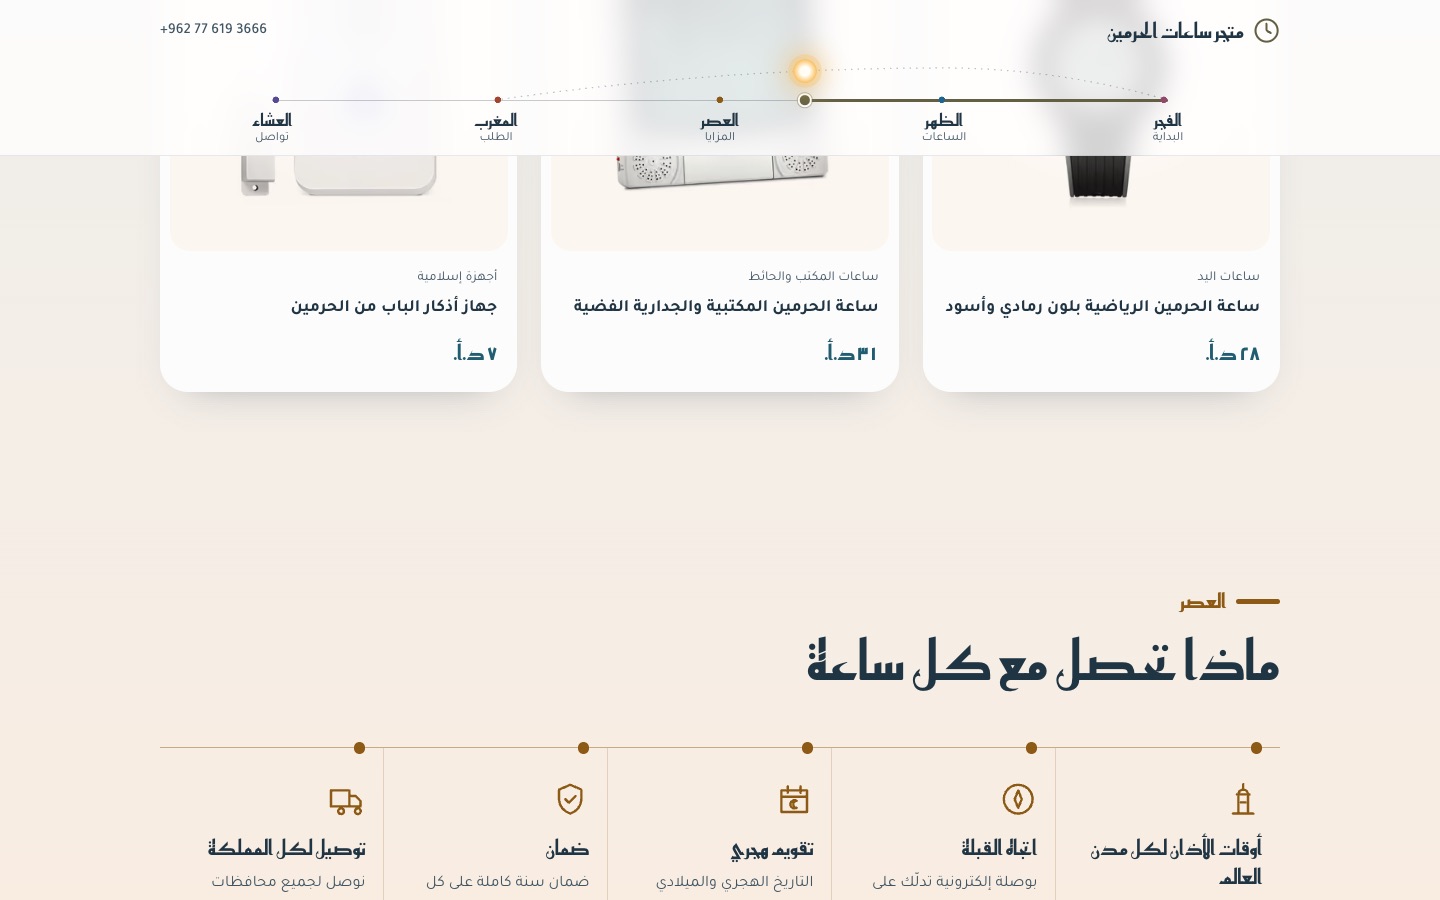 متجر ساعات الحرمين
+962 77 619 3666
الفجر
البداية
الظهر
الساعات
العصر
المزايا
المغرب
الطلب
العشاء
تواصل
ساعات اليد
ساعة الحرمين الرياضية بلون رمادي وأسود
٢٨ د.أ.
ساعات المكتب والحائط
ساعة الحرمين المكتبية والجدارية الفضية
٣١ د.أ.
أجهزة إسلامية
جهاز أذكار الباب من الحرمين
٧ د.أ.
العصر
ماذا تحصل مع كل ساعة
أوقات الأذان لكل مدن
العالم
اتجاه القبلة
بوصلة إلكترونية تدلّك على
تقويم هجري
التاريخ الهجري والميلادي
ضمان
ضمان سنة كاملة على كل
توصيل لكل المملكة
نوصل لجميع محافظات